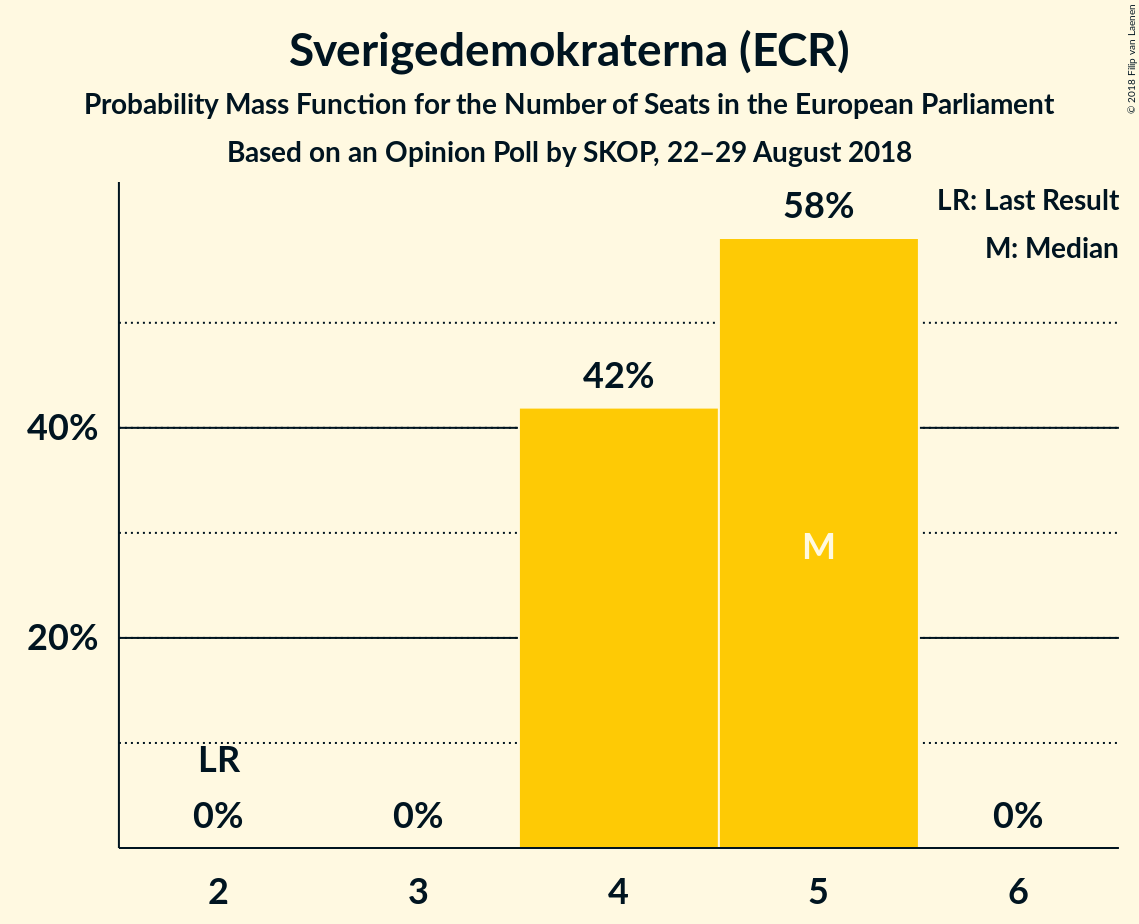 Sverigedemokraterna (ECR)
Probability Mass Function for the Number of Seats in the European Parliament
Based on an Opinion Poll by SKOP, 22–29 August 2018
© 2018 Filip van Laenen
LR: Last Result
M: Median
58%
42%
40%
M
20%
LR
0%
0%
0%
2
3
4
5
6